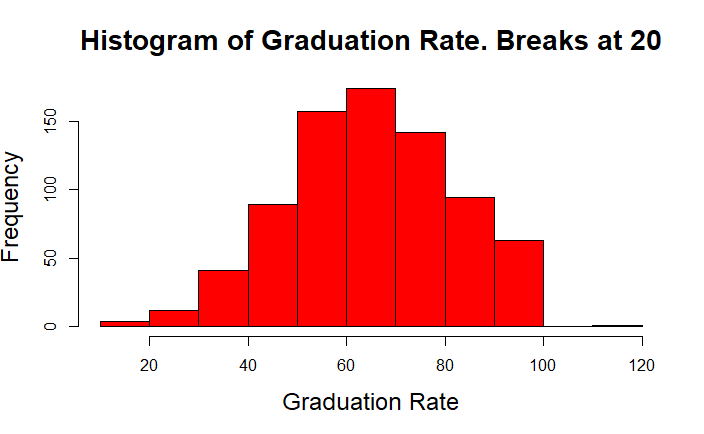 Histogram of Graduation Rate. Breaks at 20
Frequency
150
100
50
0
20 40 60 80 100 120
Graduation Rate